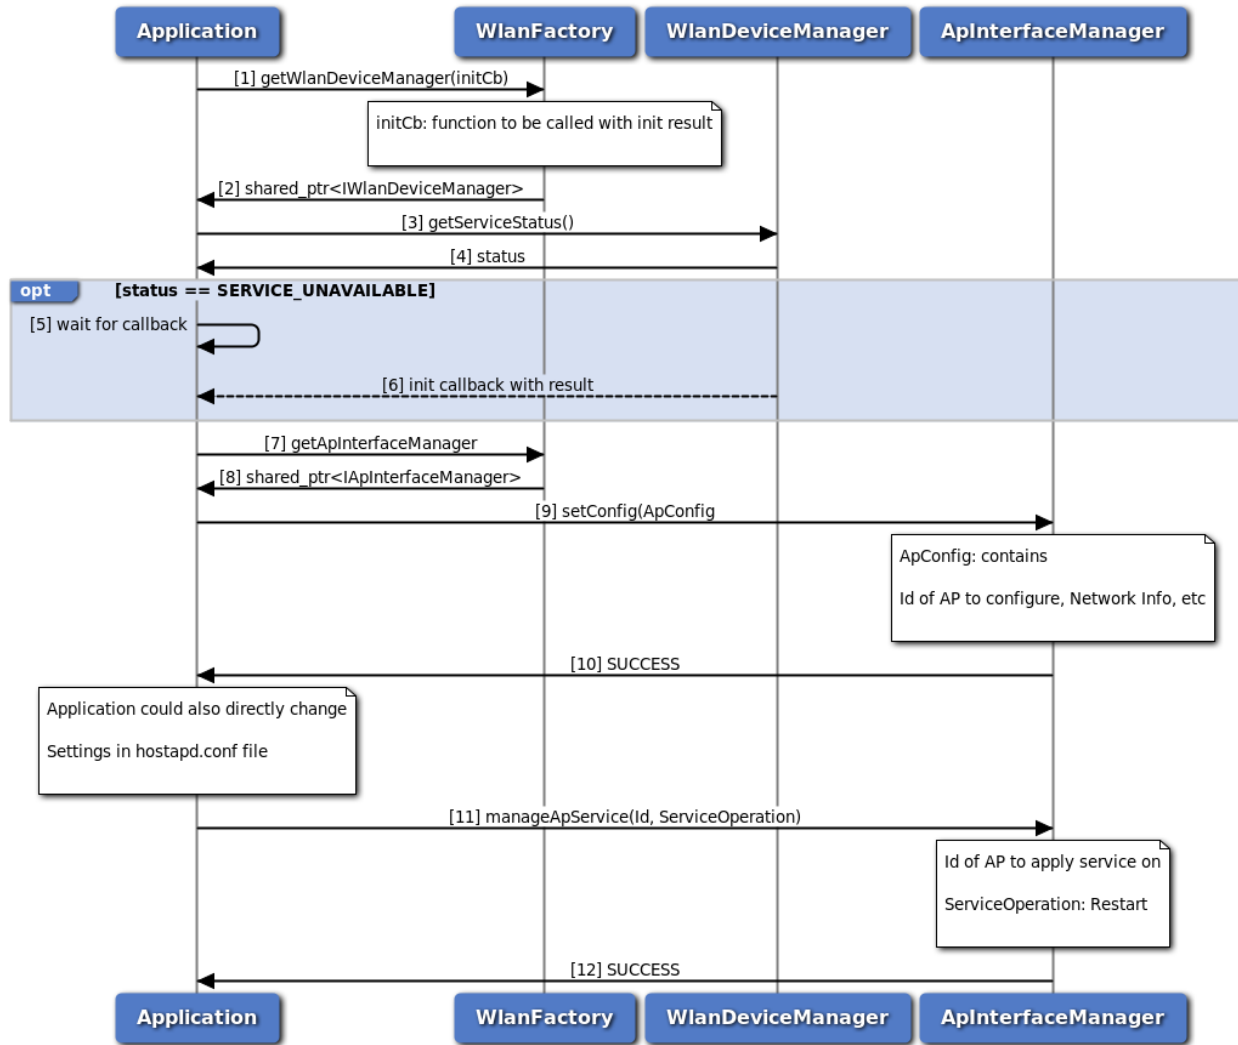 Application
WlanFactory
WlanDeviceManager
ApInterfaceManager
[1] getWlanDeviceManager(initCb)
initCb: function to be called with init result
[2] shared_ptr<IWlanDeviceManager>
[3] getServiceStatus()
[4] status
opt
[status == SERVICE_UNAVAILABLE]
[5] wait for callback
[6] init callback with result
[7] getApInterfaceManager
[8] shared_ptr<IApInterfaceManager>
[9] setConfig(ApConfig
ApConfig: contains
Id of AP to configure, Network Info, etc
[10] SUCCESS
Application could also directly change
Settings in hostapd.conf file
[11] manageApService(Id, ServiceOperation)
Id of AP to apply service on
ServiceOperation: Restart
[12] SUCCESS
Application
WlanFactory
WlanDeviceManager
ApInterfaceManager